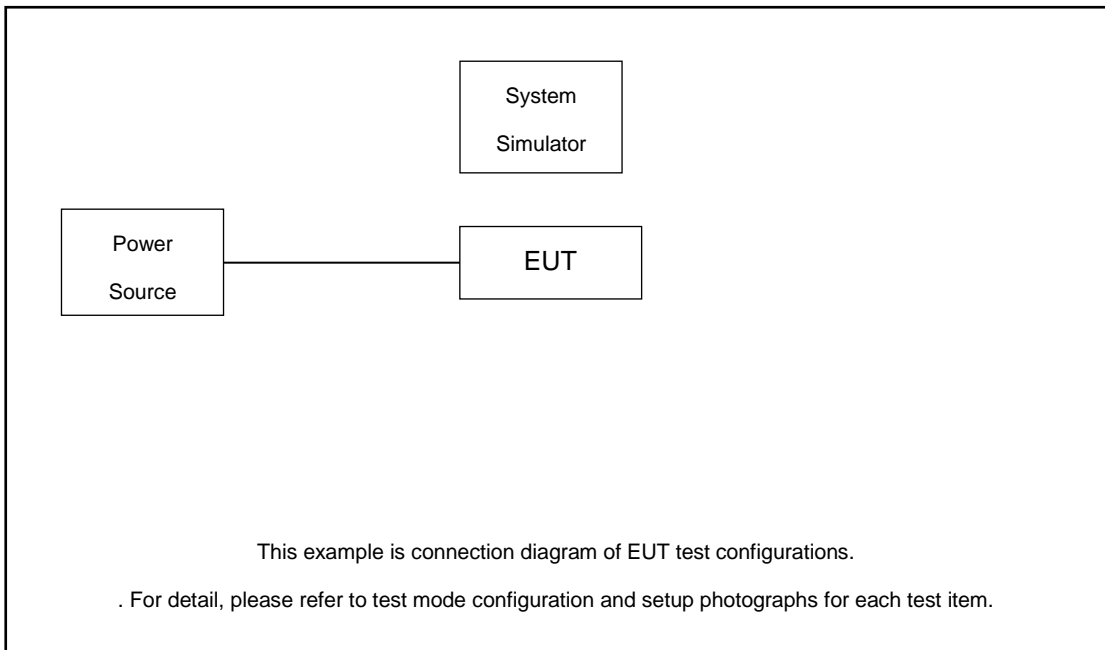 System
Simulator
Power
Source
EUT
This example is connection diagram of EUT test configurations.
. For detail, please refer to test mode configuration and setup photographs for each test item.